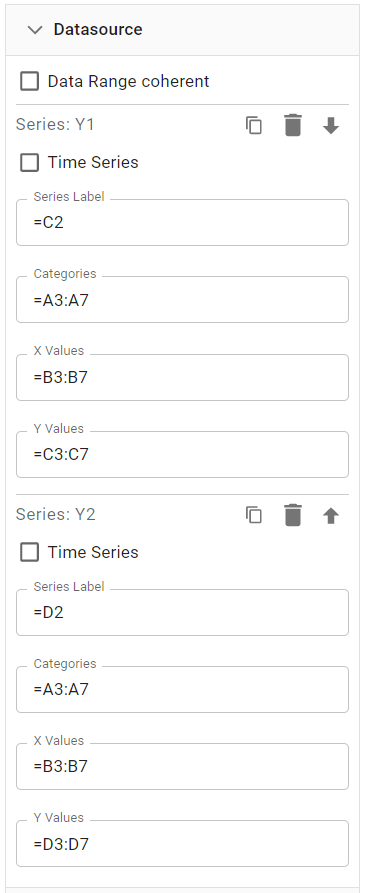 Datasource
Data Range coherent
Series: Y1
Time Series
Series Label
=C2
Categories
=A3:A7
X Values
=B3:B7
Y Values
=C3:C7
Series: Y2
Time Series
Series Label
=D2
Categories
=A3:A7
X Values
=B3:B7
Y Values
=D3:D7